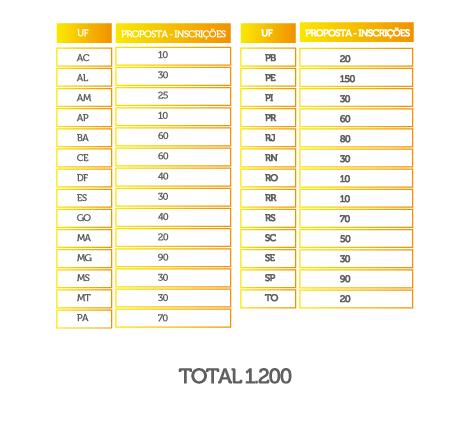 UF PROPOSTA - INSCRIÇÕES UF PROPOSTA - INSCRIÇÕES
AC 10 PB 20
AL 30 PE 150
AM 25 PI 30
AP 10 PR 60
BA 60 RJ 80
CE 60 RN 30
DF 40 RO 10
ES 30 RR 10
GO 40 RS 70
MA 20 SC 50
MG 90 SE 30
MS 30 SP 90
MT 30 TO 20
PA 70
TOTAL 1.200